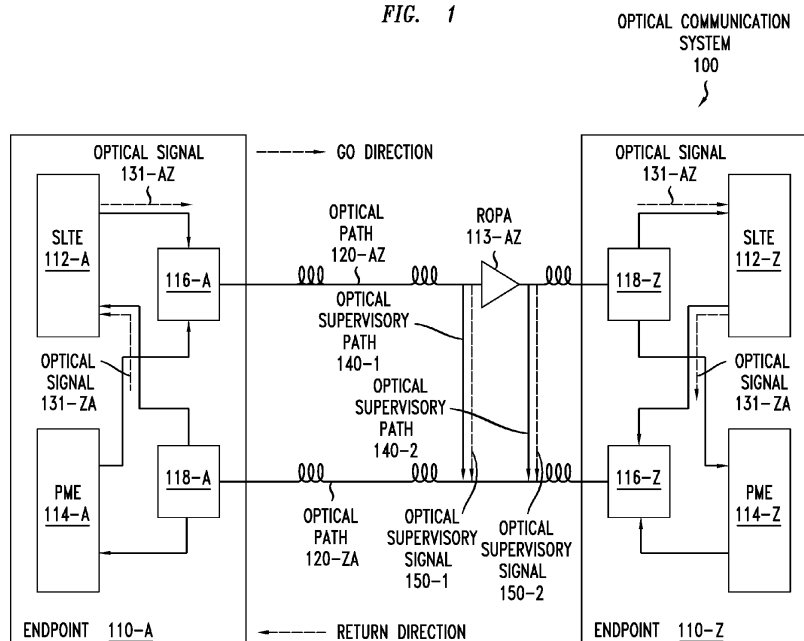 FIG. 1
OPTICAL COMMUNICATION
SYSTEM
100
OPTICAL SIGNAL
131-AZ
GO DIRECTION
OPTICAL SIGNAL
131-AZ
SLTE
112-A
116-A
OPTICAL
PATH
120-AZ
ROPA
113-AZ
118-Z
SLTE
112-Z
OPTICAL
SUPERVISORY
PATH
140-1
OPTICAL
SIGNAL
131-ZA
OPTICAL
SUPERVISORY
PATH
140-2
OPTICAL
SIGNAL
131-ZA
PME
114-A
118-A
OPTICAL
PATH
120-ZA
OPTICAL
SUPERVISORY
SIGNAL
150-1
OPTICAL
SUPERVISORY
SIGNAL
150-2
116-Z
PME
114-Z
ENDPOINT 110-A
RETURN DIRECTION
ENDPOINT 110-Z